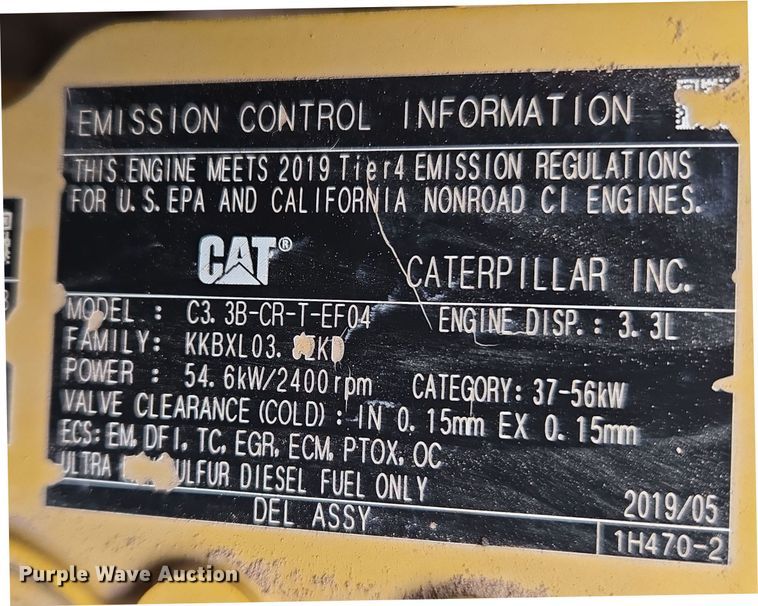 EMISSION CONTROL INFORMATION
THIS ENGINE MEETS 2019 Tier4 EMISSION REGULATIONS
FOR U.S. EPA AND CALIFORNIA NONROAD CI ENGINES.
CAT® CATERPILLAR INC.
MODEL : C3.3B-CR-T-EF04 ENGINE DISP.: 3.3L
FAMILY: KKBXL03.
POWER : 54.6kW/2400rpm CATEGORY: 37-56kW
VALVE CLEARANCE (COLD) : IN 0.15mm EX 0.15mm
ECS: EM, DFI, TC, EGR, ECM, PTOX, OC
ULTRA ULFUR DIESEL FUEL ONLY
DEL ASSY
2019/05
1H470-2
Purple Wave Auction